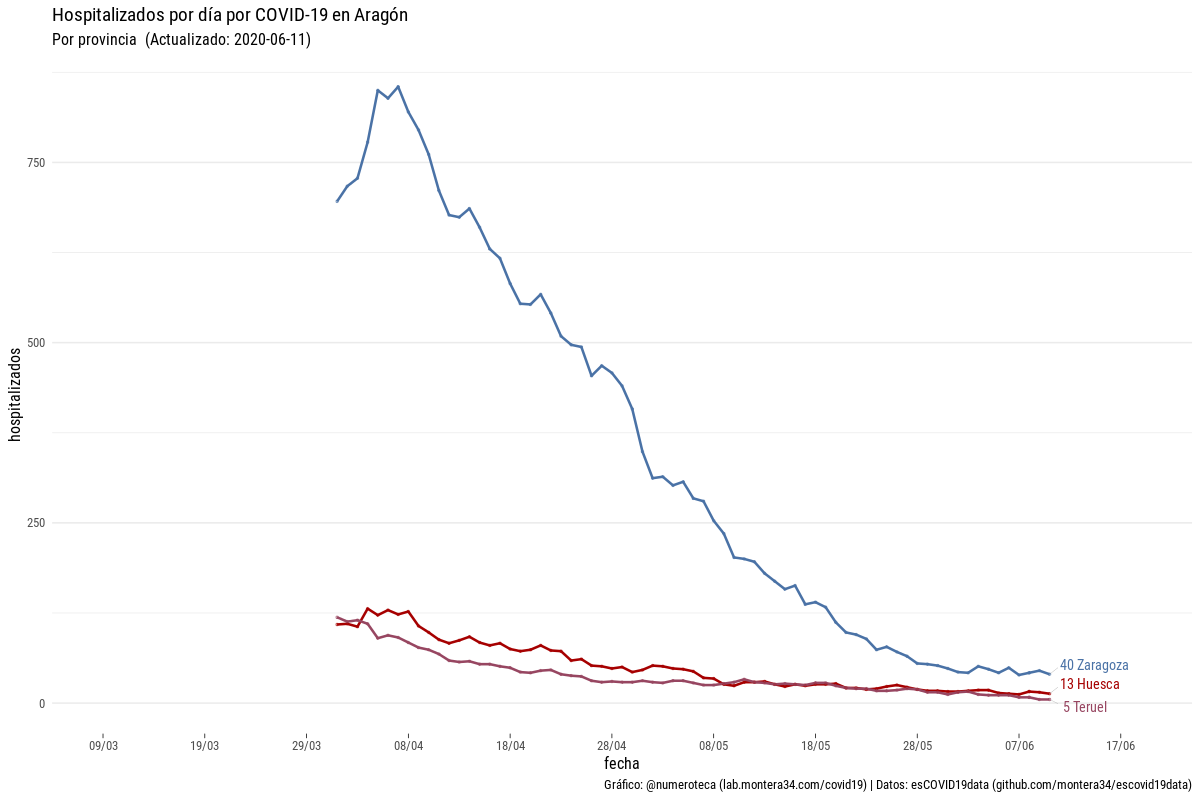 Hospitalizados por día por COVID-19 en Aragón
Por provincia  (Actualizado: 2020-06-11)
hospitalizados
750
500
250
0
40 Zaragoza
13 Huesca
5 Teruel
09/03
19/03
29/03
08/04
18/04
28/04
08/05
18/05
28/05
07/06
17/06
fecha
Gráfico: @numeroteca (lab.montera34.com/covid19) | Datos: esCOVID19data (github.com/montera34/escovid19data)